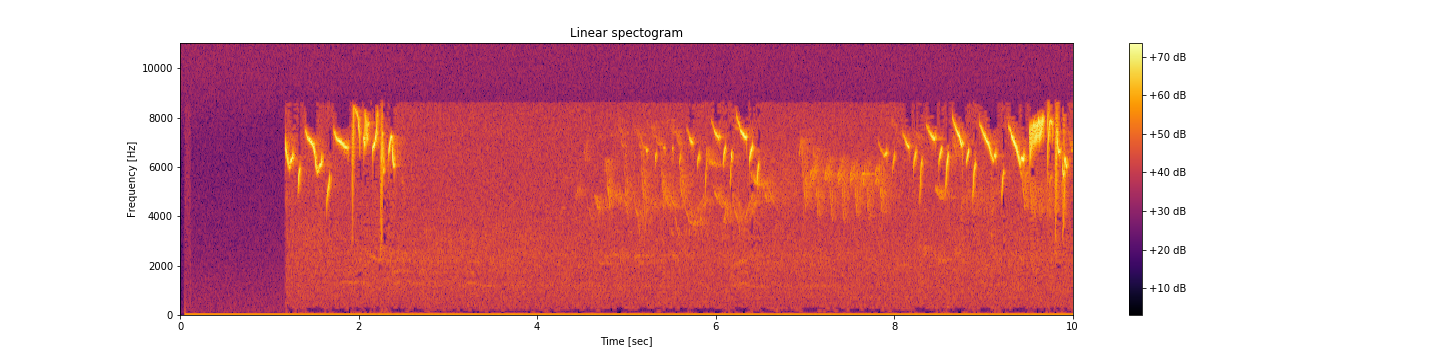 Linear spectogram
Frequency [Hz]
10000
8000
6000
4000
2000
0
0 2 4 6 8 10
Time [sec]
+70 dB
+60 dB
+50 dB
+40 dB
+30 dB
+20 dB
+10 dB